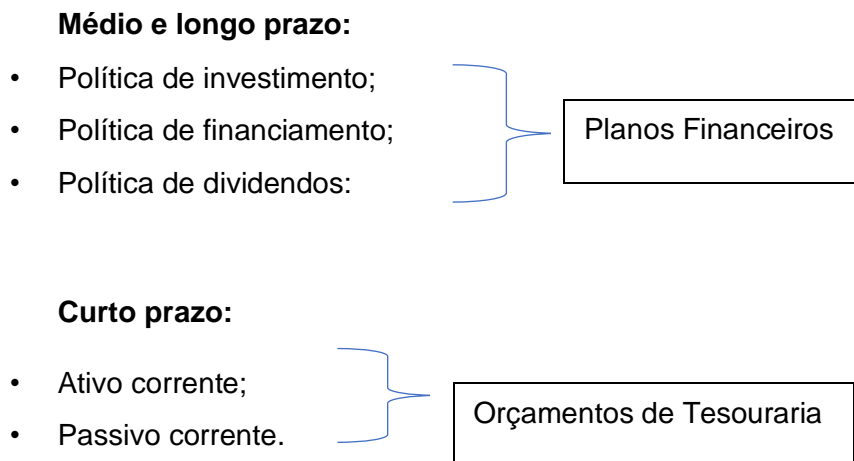 Médio e longo prazo:
• Política de investimento;
• Política de financiamento;
• Política de dividendos:
Planos Financeiros
Curto prazo:
• Ativo corrente;
• Passivo corrente.
Orçamentos de Tesouraria